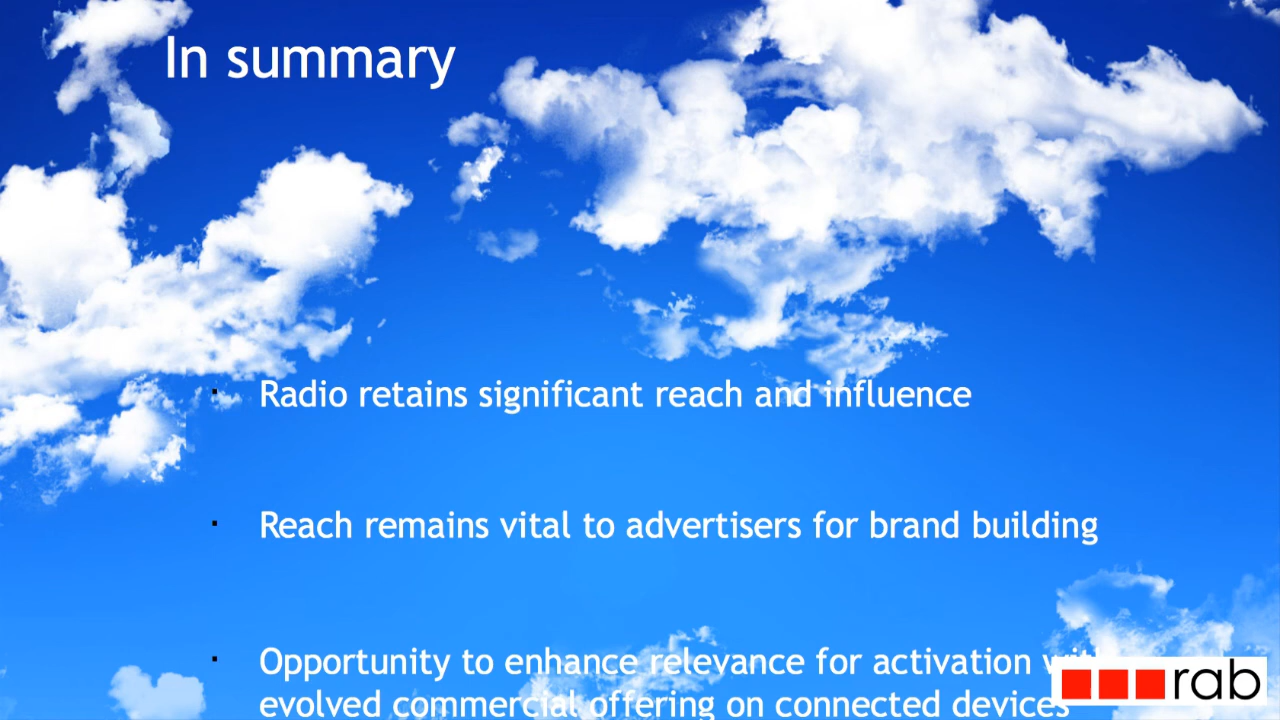 In summary
· Radio retains significant reach and influence
· Reach remains vital to advertisers for brand building
· Opportunity to enhance relevance for activation with
evolved commercial offering on connected devices
rab